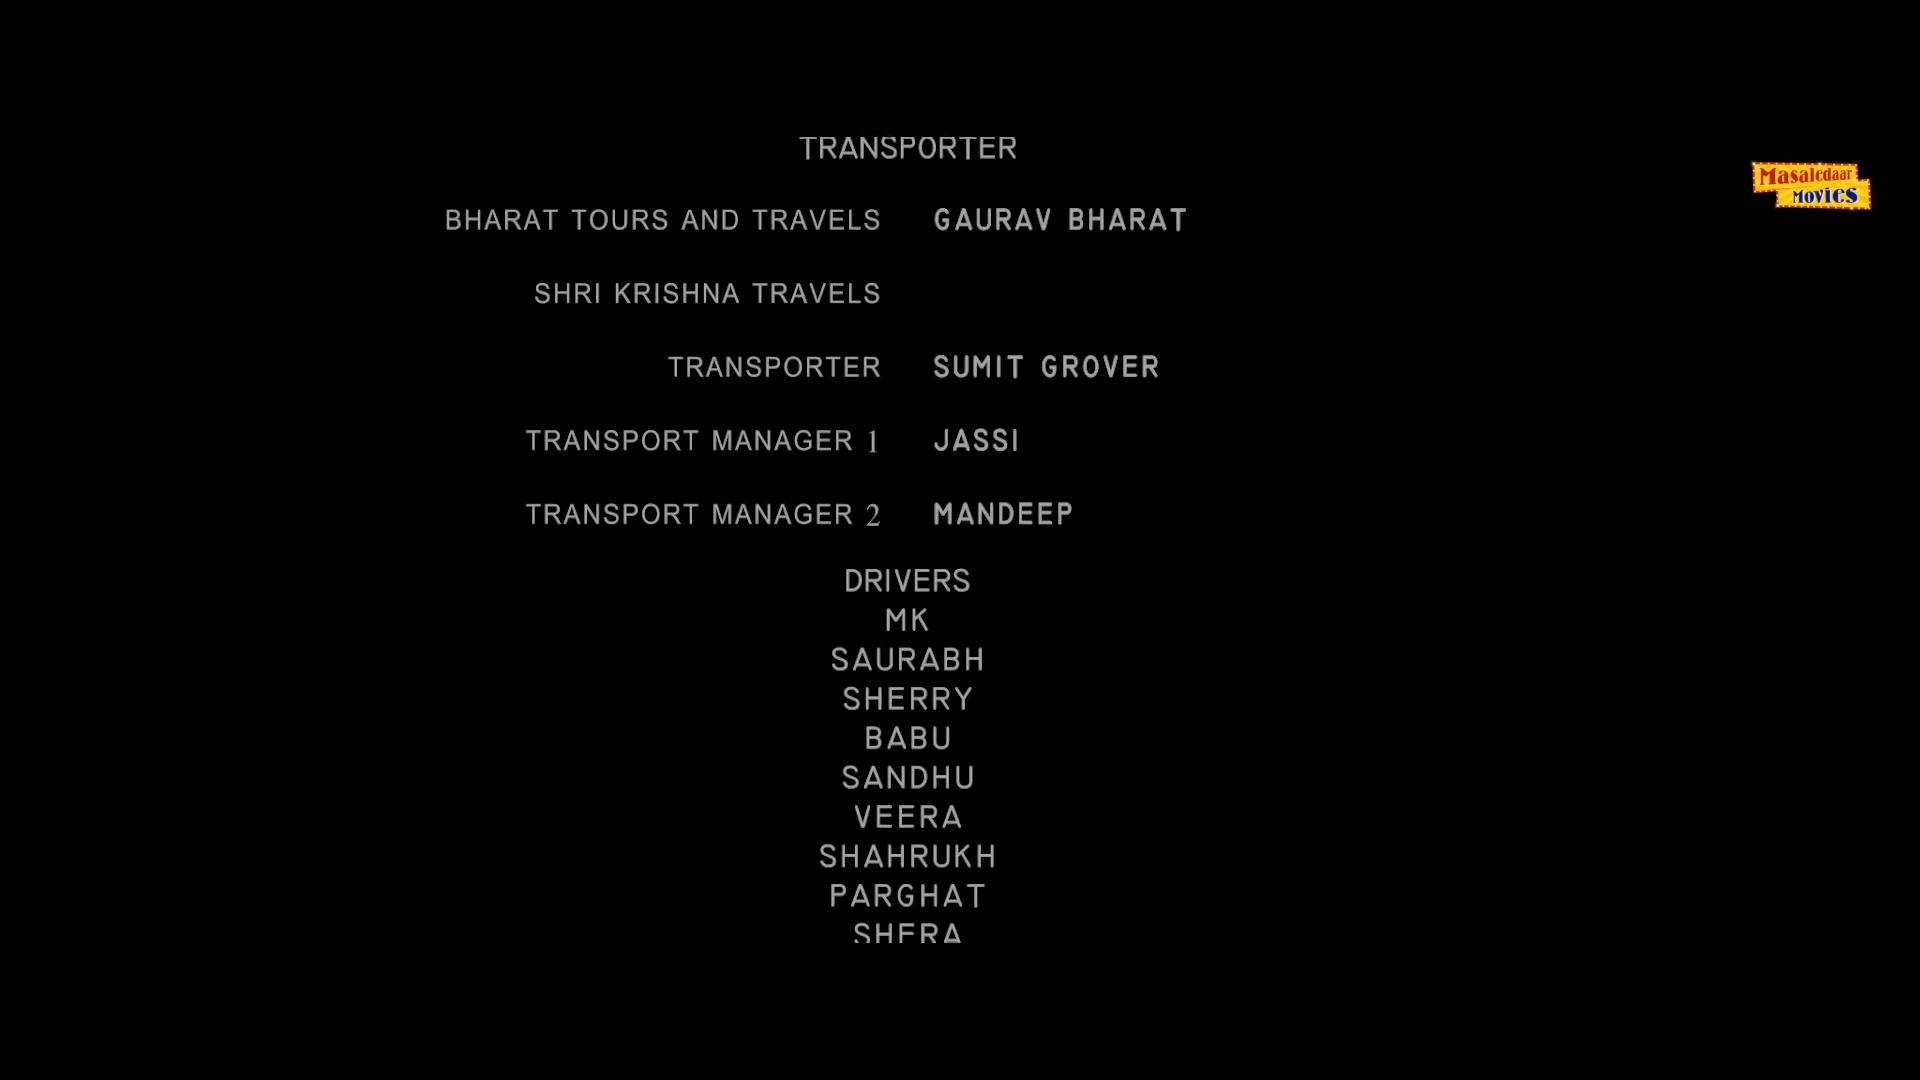 TRANSPORTER
Masaledaar
Movies
BHARAT TOURS AND TRAVELS GAURAV BHARAT
SHRI KRISHNA TRAVELS
TRANSPORTER SUMIT GROVER
TRANSPORT MANAGER 1 JASSI
TRANSPORT MANAGER 2 MANDEEP
DRIVERS
MK
SAURABH
SHERRY
BABU
SANDHU
VEERA
SHAHRUKH
PARGHAT
SHERA